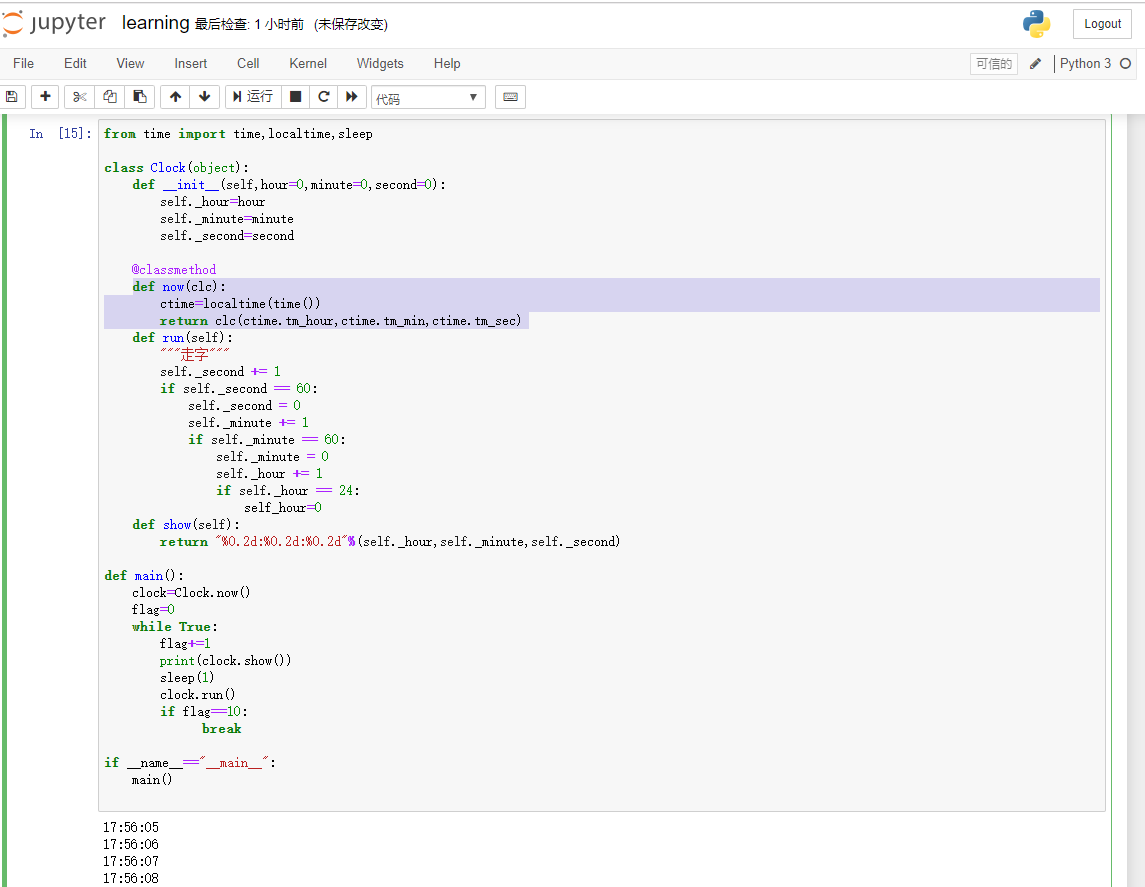 jupyter learning 最后检查: 1 小时前 (未保存改变) Logout
File Edit View Insert Cell Kernel Widgets Help 可信的 Python 3
运行 代码
In [15]: from time import time,localtime,sleep
class Clock(object):
    def __init__(self,hour=0,minute=0,second=0):
        self._hour=hour
        self._minute=minute
        self._second=second
    @classmethod
    def now(clc):
        ctime=localtime(time())
        return clc(ctime.tm_hour,ctime.tm_min,ctime.tm_sec)
    def run(self):
        """走字"""
        self._second += 1
        if self._second == 60:
            self._second = 0
            self._minute += 1
            if self._minute == 60:
                self._minute = 0
                self._hour += 1
                if self._hour == 24:
                    self_hour=0
    def show(self):
        return "%0.2d:%0.2d:%0.2d"%(self._hour,self._minute,self._second)
def main():
    clock=Clock.now()
    flag=0
    while True:
        flag+=1
        print(clock.show())
        sleep(1)
        clock.run()
        if flag==10:
              break
if __name__=="__main__":
    main()
17:56:05
17:56:06
17:56:07
17:56:08